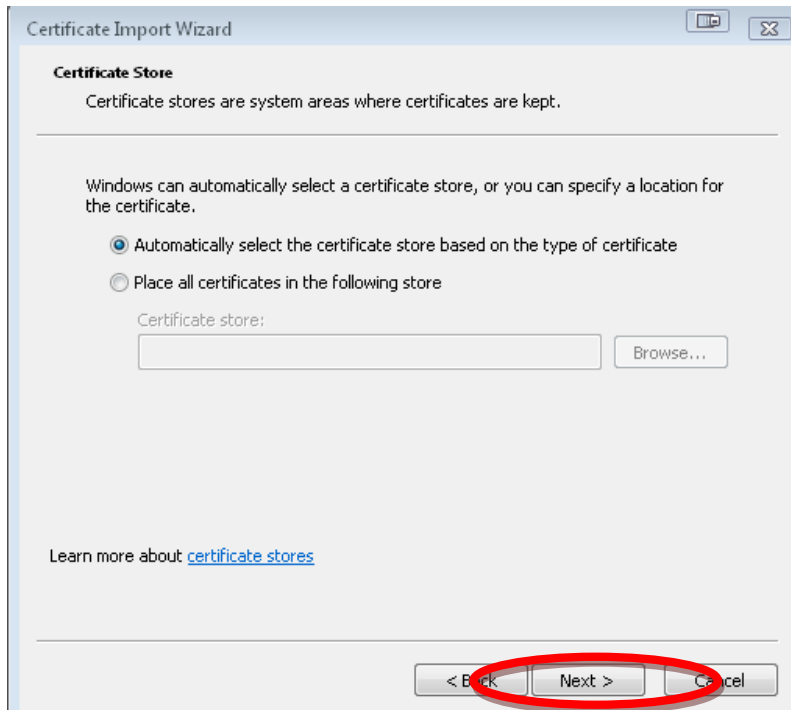 Certificate Import Wizard
Certificate Store
Certificate stores are system areas where certificates are kept.
Windows can automatically select a certificate store, or you can specify a location for
the certificate.
Automatically select the certificate store based on the type of certificate
Place all certificates in the following store
Certificate store:
Browse...
Learn more about certificate stores
< Back Next > Cancel